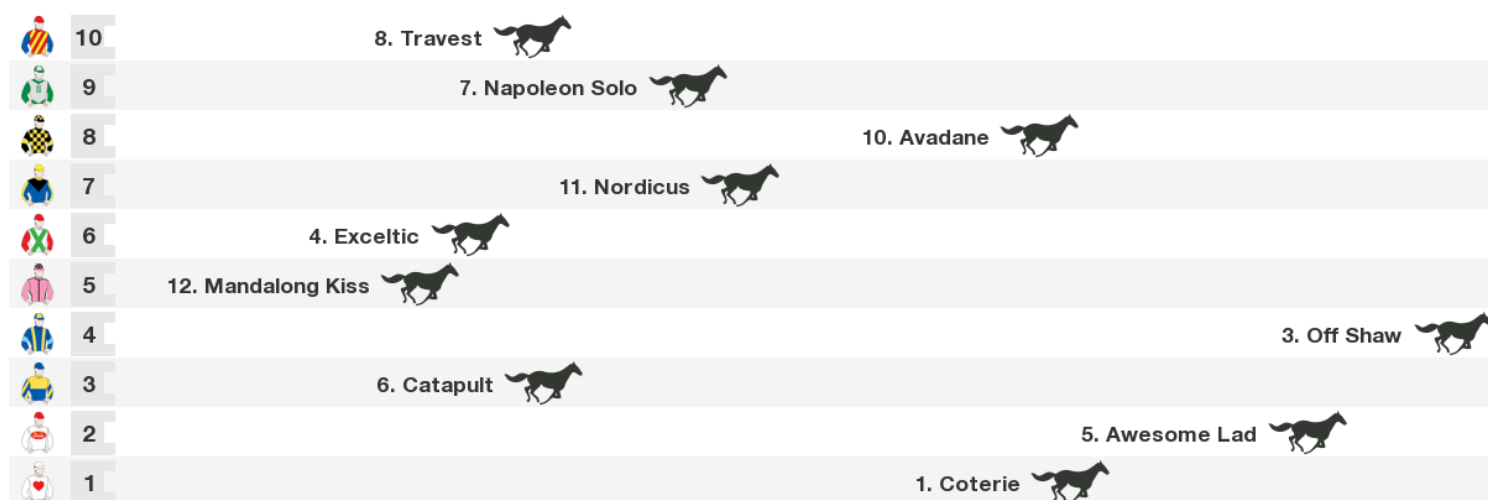 10 8. Travest
9 7. Napoleon Solo
8 10. Avadane
7 11. Nordicus
6 4. Exceltic
5 12. Mandalong Kiss
4 3. Off Shaw
3 6. Catapult
2 5. Awesome Lad
1 1. Coterie